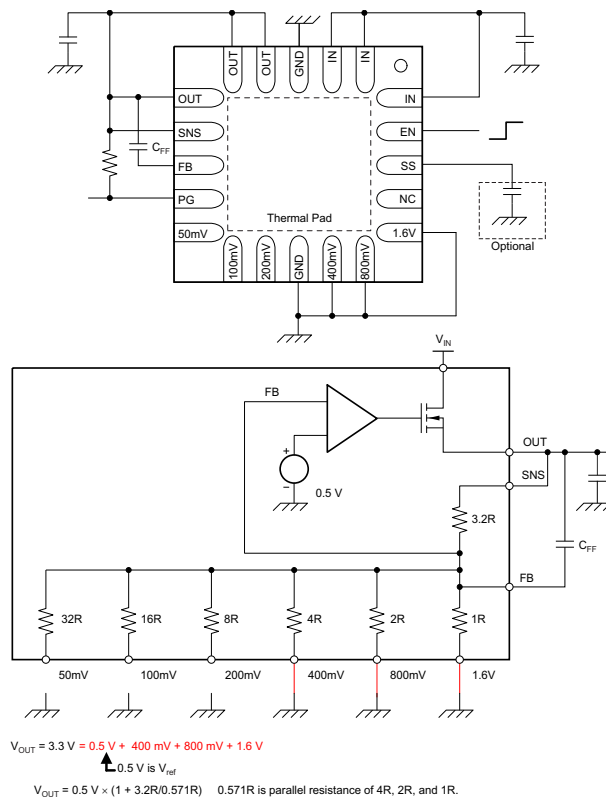 OUT
OUT
GND
IN
IN
OUT
IN
SNS
EN
CFF
FB
SS
PG
NC
Thermal Pad
50mV
1.6V
Optional
100mV
200mV
GND
400mV
800mV
VIN
FB
OUT
+
SNS
−
0.5 V
3.2R
CFF
FB
32R
16R
8R
4R
2R
1R
50mV
100mV
200mV
400mV
800mV
1.6V
VOUT = 3.3 V = 0.5 V + 400 mV + 800 mV + 1.6 V
0.5 V is Vref
VOUT = 0.5 V × (1 + 3.2R/0.571R) 0.571R is parallel resistance of 4R, 2R, and 1R.